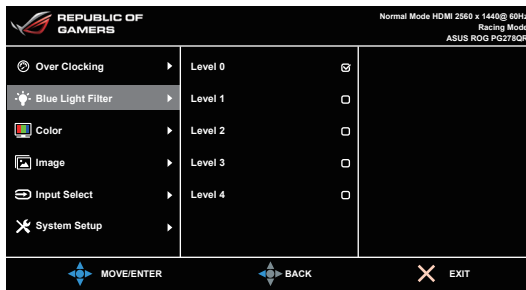 REPUBLIC OF
GAMERS
Normal Mode HDMI 2560 x 1440@ 60Hz
Racing Mode
ASUS ROG PG278QR
Over Clocking
Level 0
Blue Light Filter
Level 1
Color
Level 2
Image
Level 3
Input Select
Level 4
System Setup
MOVE/ENTER
BACK
EXIT